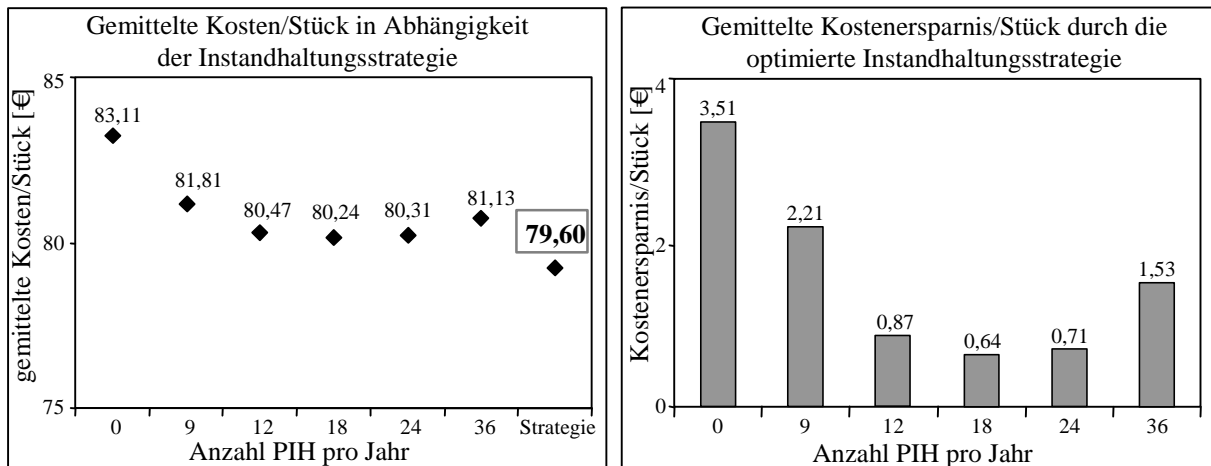 Gemittelte Kosten/Stück in Abhängigkeit
der Instandhaltungsstrategie
gemittelte Kosten/Stück [€]
85
80
75
83,11
81,81
80,47
80,24
80,31
81,13
79,60
0 9 12 18 24 36 Strategie
Anzahl PIH pro Jahr
Gemittelte Kostenersparnis/Stück durch die
optimierte Instandhaltungsstrategie
Kostenersparnis/Stück [€]
4
2
0
3,51
2,21
0,87
0,64
0,71
1,53
0 9 12 18 24 36
Anzahl PIH pro Jahr